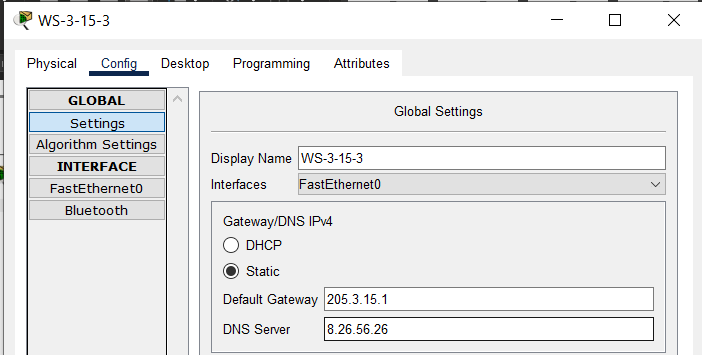 WS-3-15-3
Physical Config Desktop Programming Attributes
GLOBAL
Settings
Algorithm Settings
INTERFACE
FastEthernet0
Bluetooth
Global Settings
Display Name WS-3-15-3
Interfaces FastEthernet0
Gateway/DNS IPv4
DHCP
Static
Default Gateway 205.3.15.1
DNS Server 8.26.56.26